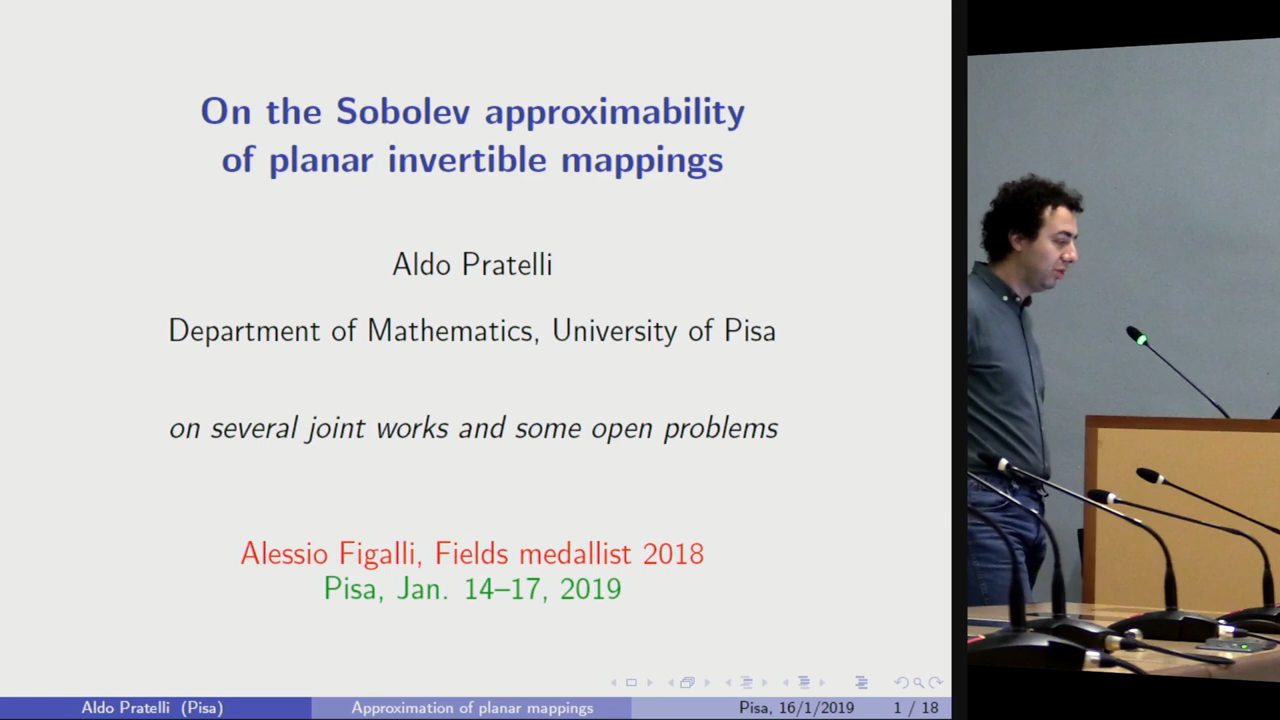 On the Sobolev approximability
of planar invertible mappings
Aldo Pratelli
Department of Mathematics, University of Pisa
on several joint works and some open problems
Alessio Figalli, Fields medallist 2018
Pisa, Jan. 14–17, 2019
Aldo Pratelli (Pisa) Approximation of planar mappings Pisa, 16/1/2019 1 / 18